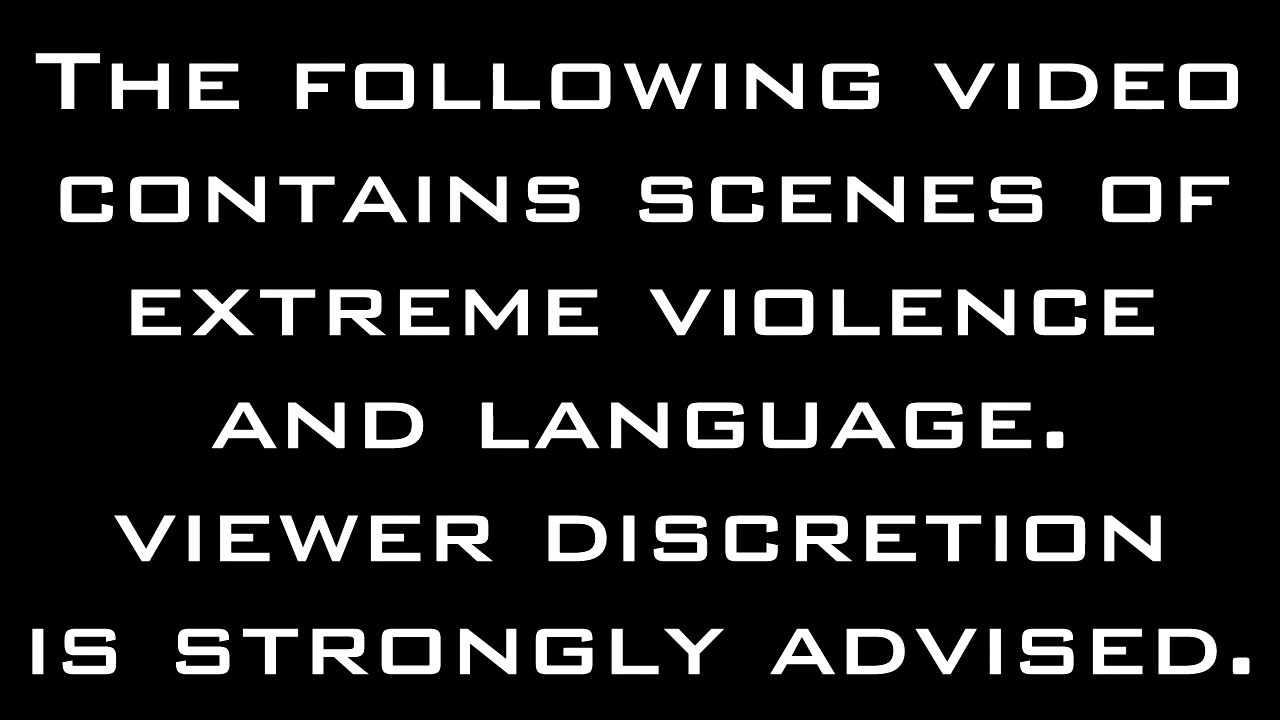 The following video
contains scenes of
extreme violence
and language.
viewer discretion
is strongly advised.